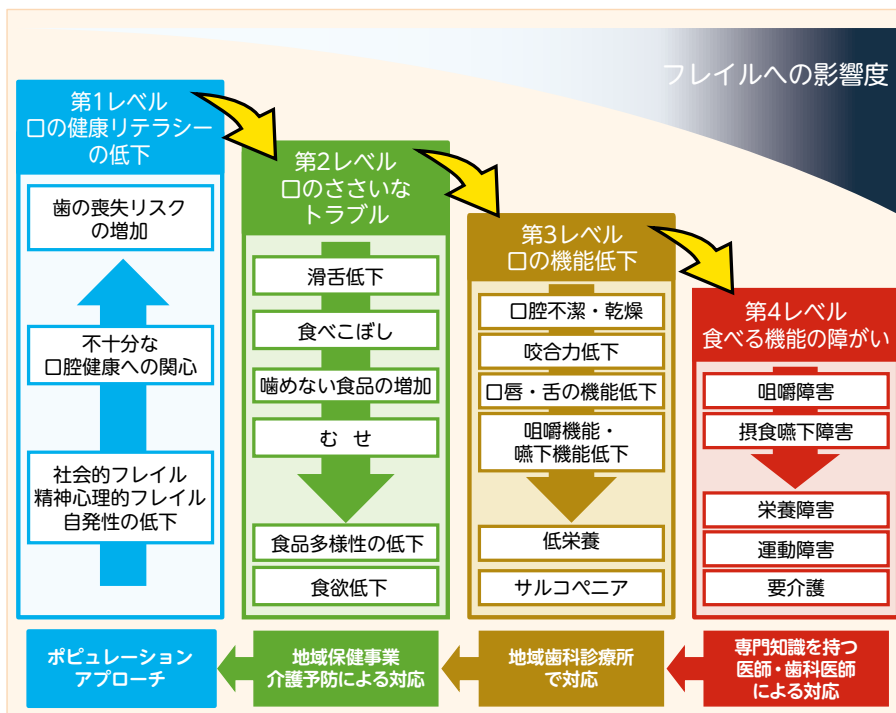 フレイルへの影響度
第1レベル
口の健康リテラシー
の低下
歯の喪失リスク
の増加
不十分な
口腔健康への関心
社会的フレイル
精神心理的フレイル
自発性の低下
第2レベル
口のささいな
トラブル
滑舌低下
食べこぼし
噛めない食品の増加
むせ
食品多様性の低下
食欲低下
第3レベル
口の機能低下
口腔不潔・乾燥
咬合力低下
口唇・舌の機能低下
咀嚼機能・
嚥下機能低下
低栄養
サルコペニア
第4レベル
食べる機能の障がい
咀嚼障害
摂食嚥下障害
栄養障害
運動障害
要介護
ポピュレーション
アプローチ
地域保健事業
介護予防による対応
地域歯科診療所
で対応
専門知識を持つ
医師・歯科医師
による対応